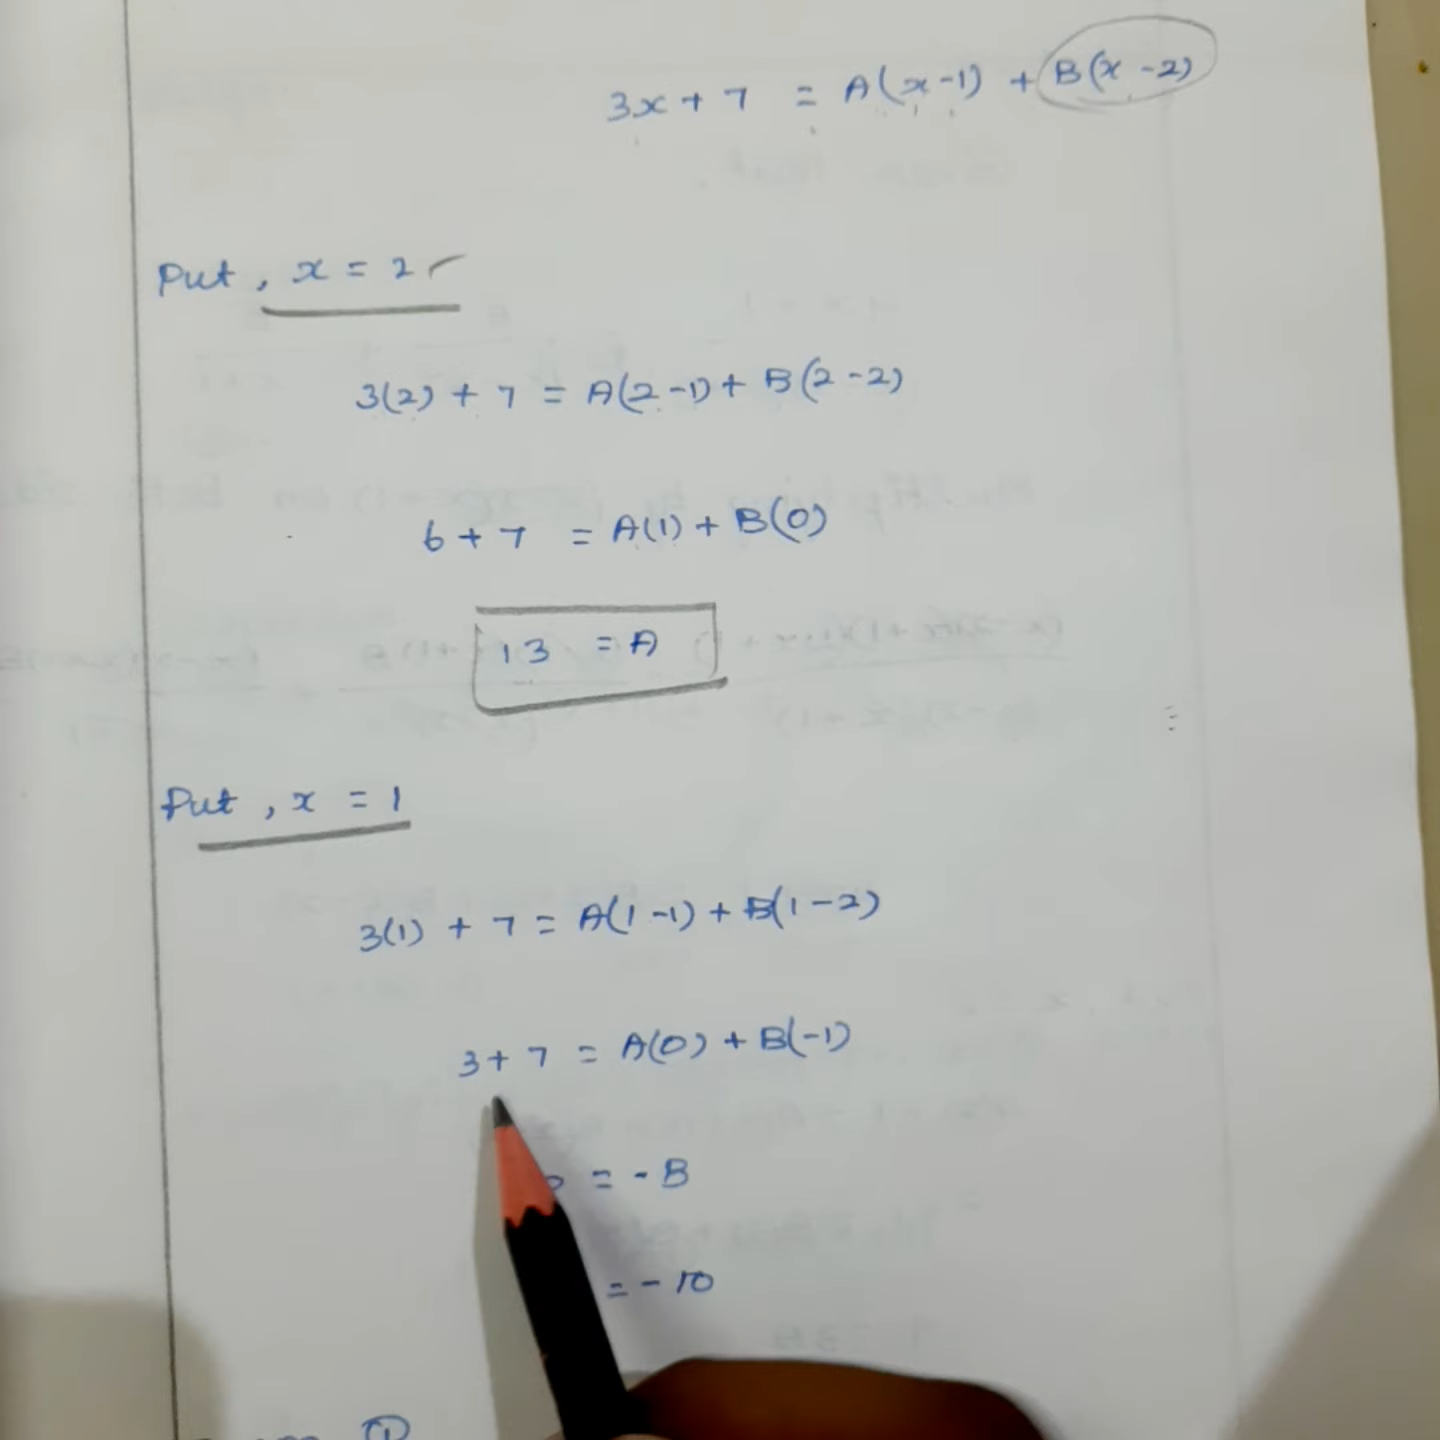 3x + 7 = A(x-1) + B(x-2)
Put, x = 2
3(2) + 7 = A(2-1) + B(2-2)
6 + 7 = A(1) + B(0)
13 = A
Put, x = 1
3(1) + 7 = A(1-1) + B(1-2)
3 + 7 = A(0) + B(-1)
= -B
= -10
①